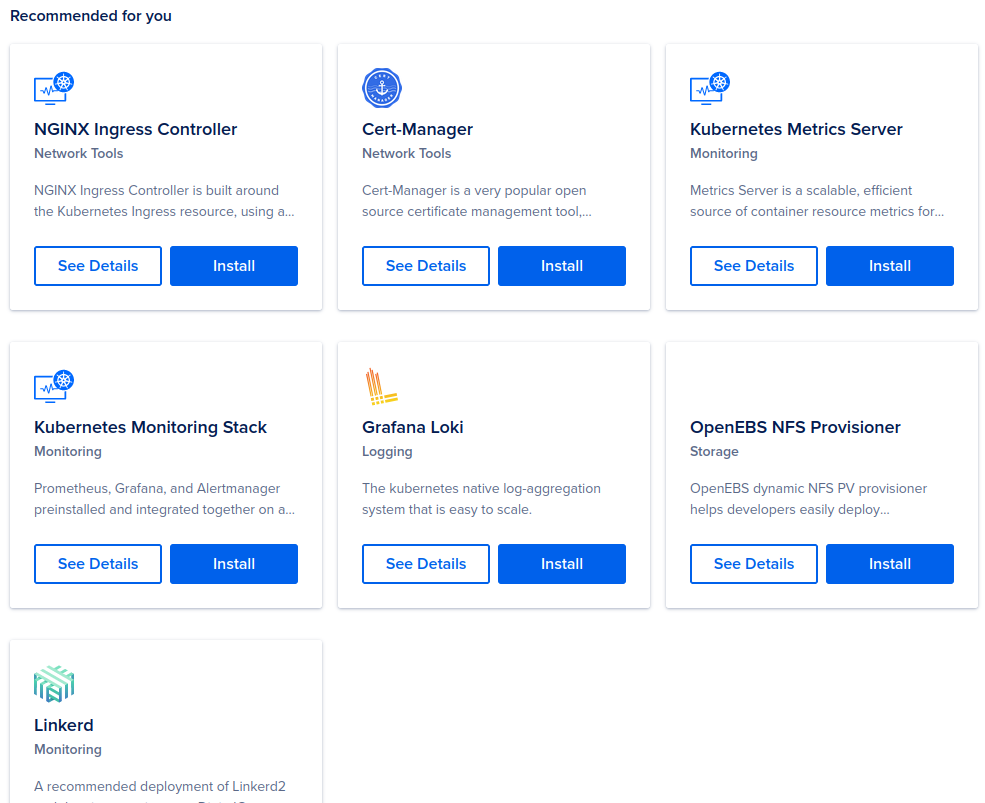 Recommended for you
NGINX Ingress Controller
Network Tools
NGINX Ingress Controller is built around
the Kubernetes Ingress resource, using a...
See Details
Install
Cert-Manager
Network Tools
Cert-Manager is a very popular open
source certificate management tool,...
See Details
Install
Kubernetes Metrics Server
Monitoring
Metrics Server is a scalable, efficient
source of container resource metrics for...
See Details
Install
Kubernetes Monitoring Stack
Monitoring
Prometheus, Grafana, and Alertmanager
preinstalled and integrated together on a...
See Details
Install
Grafana Loki
Logging
The kubernetes native log-aggregation
system that is easy to scale.
See Details
Install
OpenEBS NFS Provisioner
Storage
OpenEBS dynamic NFS PV provisioner
helps developers easily deploy...
See Details
Install
Linkerd
Monitoring
A recommended deployment of Linkerd2